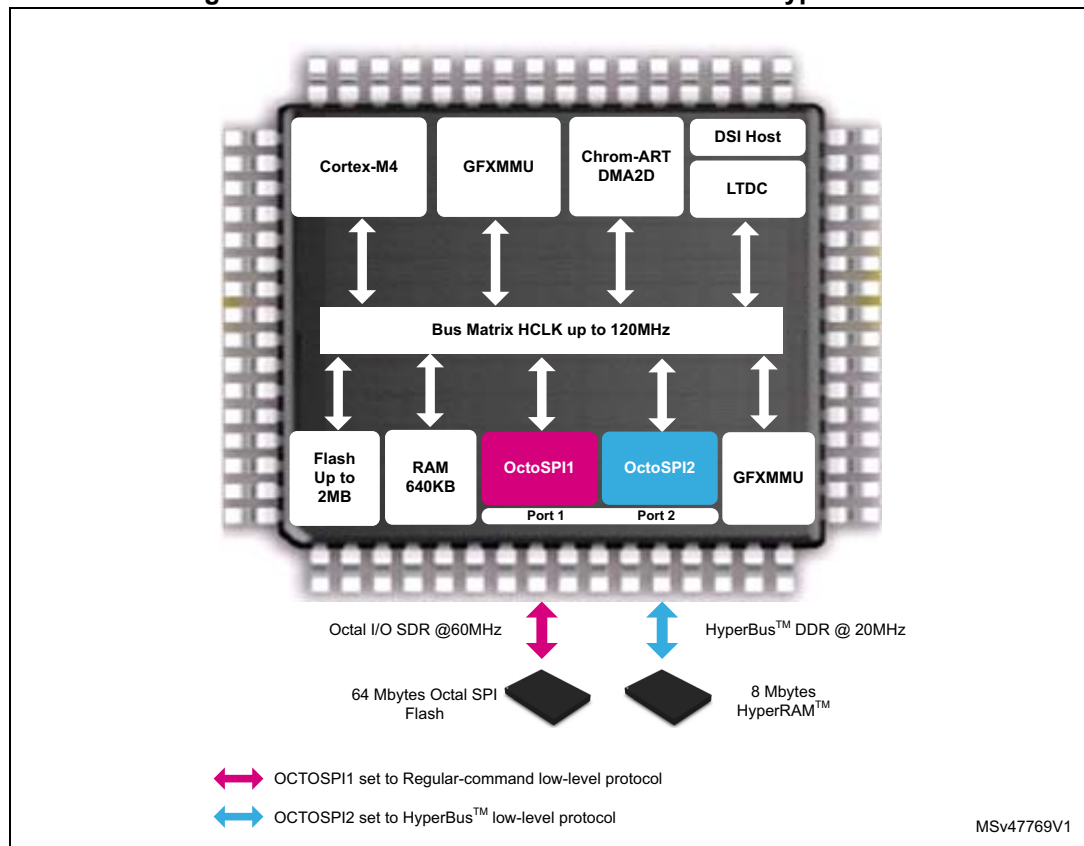 Cortex-M4
GFXMMU
Chrom-ART
DMA2D
DSI Host
LTDC
Bus Matrix HCLK up to 120MHz
Flash
Up to
2MB
RAM
640KB
OctoSPI1
OctoSPI2
GFXMMU
Port 1
Port 2
Octal I/O SDR @60MHz
HyperBus™ DDR @ 20MHz
64 Mbytes Octal SPI
Flash
8 Mbytes
HyperRAM™
OCTOSPI1 set to Regular-command low-level protocol
OCTOSPI2 set to HyperBus™ low-level protocol
MSv47769V1